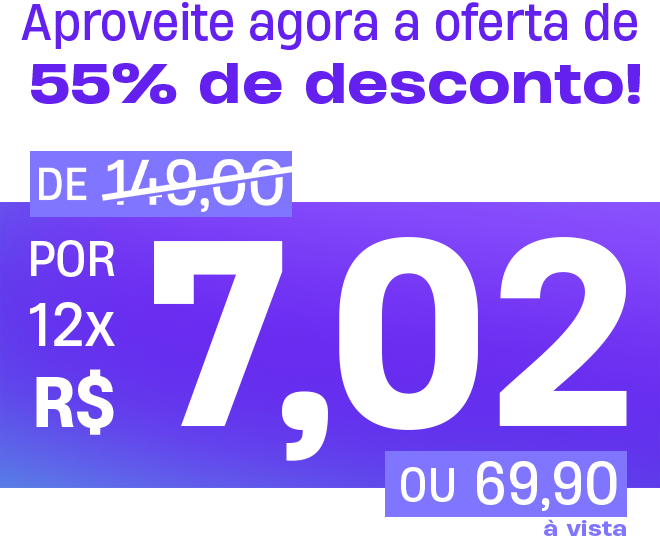 Aproveite agora a oferta de
55% de desconto!
DE 149,00
POR
12x
R$
7,02
OU 69,90
à vista